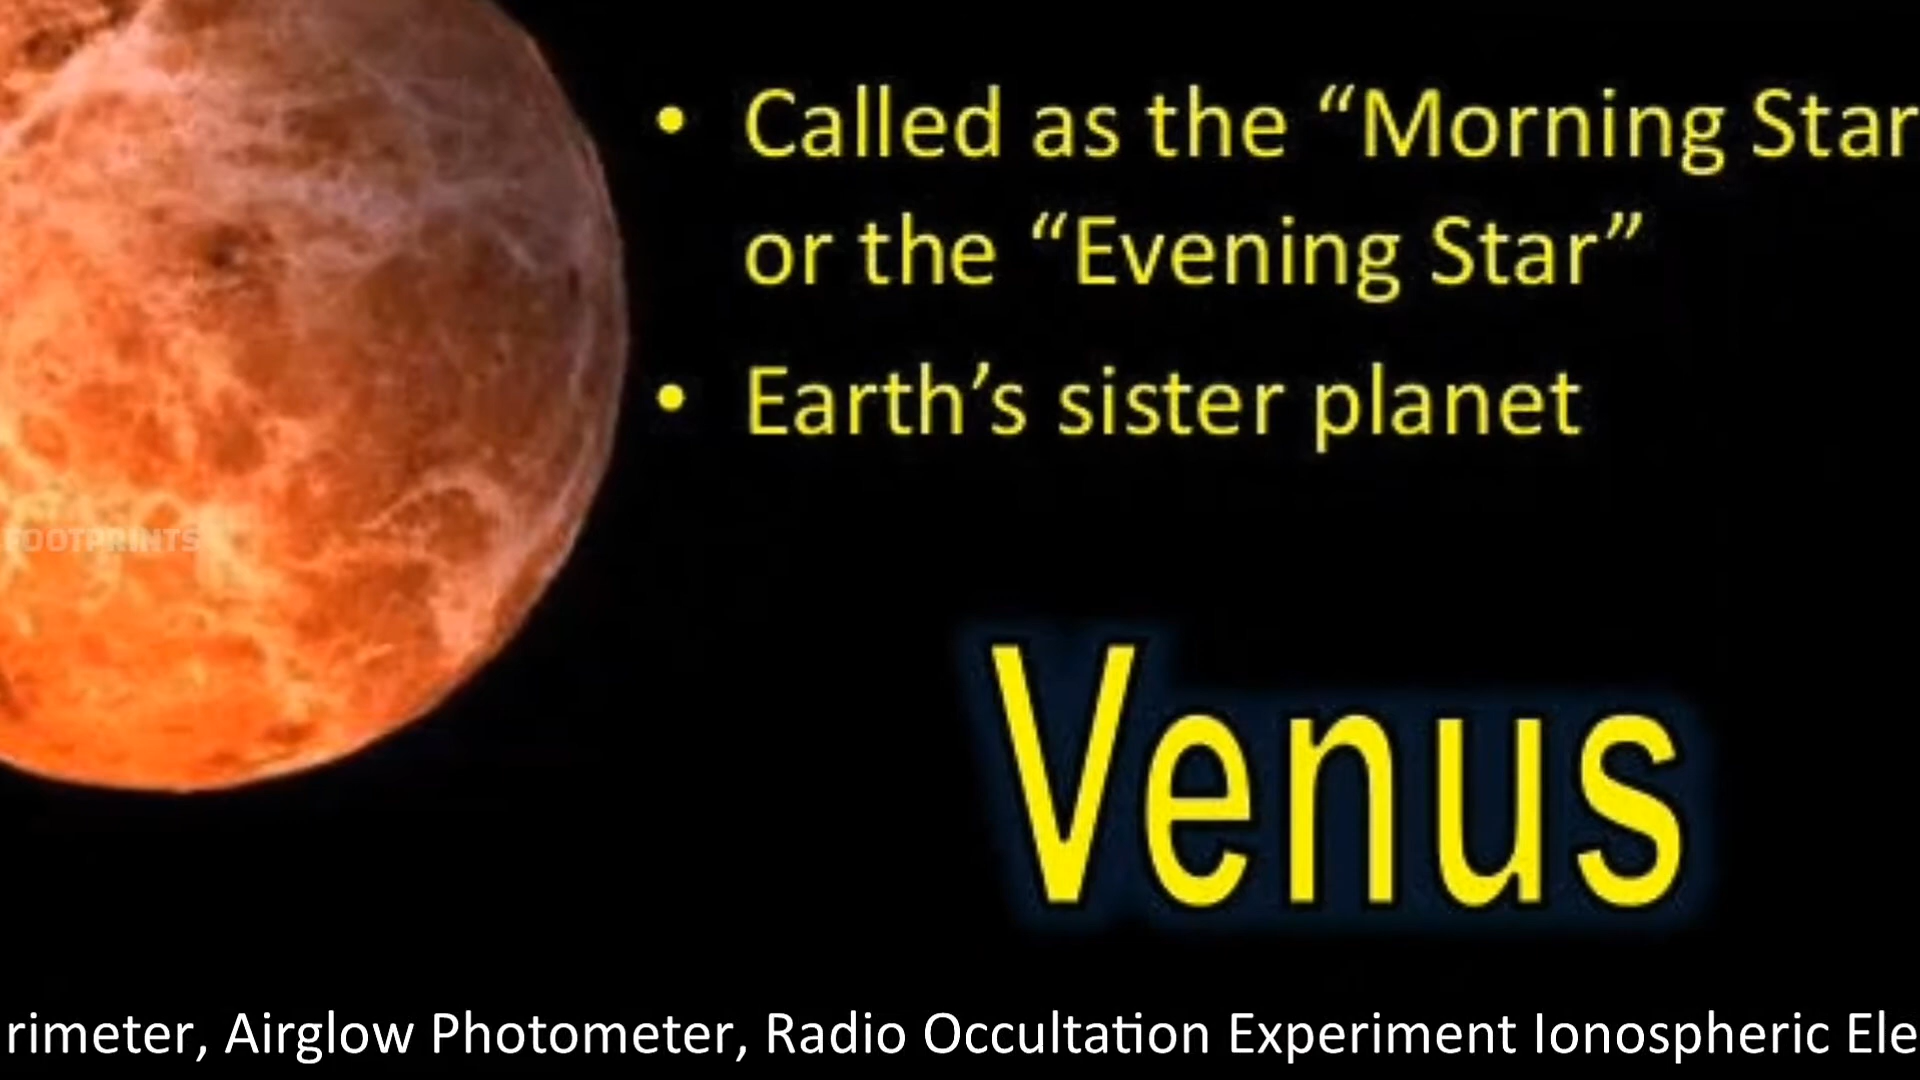 • Called as the “Morning Star
or the “Evening Star”
• Earth’s sister planet
FOOTPRINTS
Venus
rimeter, Airglow Photometer, Radio Occultation Experiment Ionospheric Ele